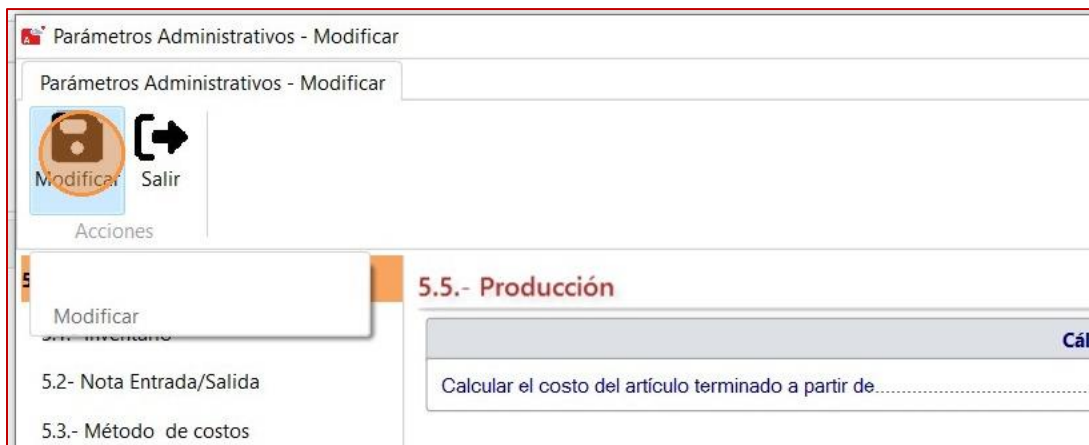 Parámetros Administrativos - Modificar
Parámetros Administrativos - Modificar
Modificar Salir
Acciones
Modificar
5.5.- Producción
5.2- Nota Entrada/Salida
Calcular el costo del artículo terminado a partir de
5.3.- Método de costos